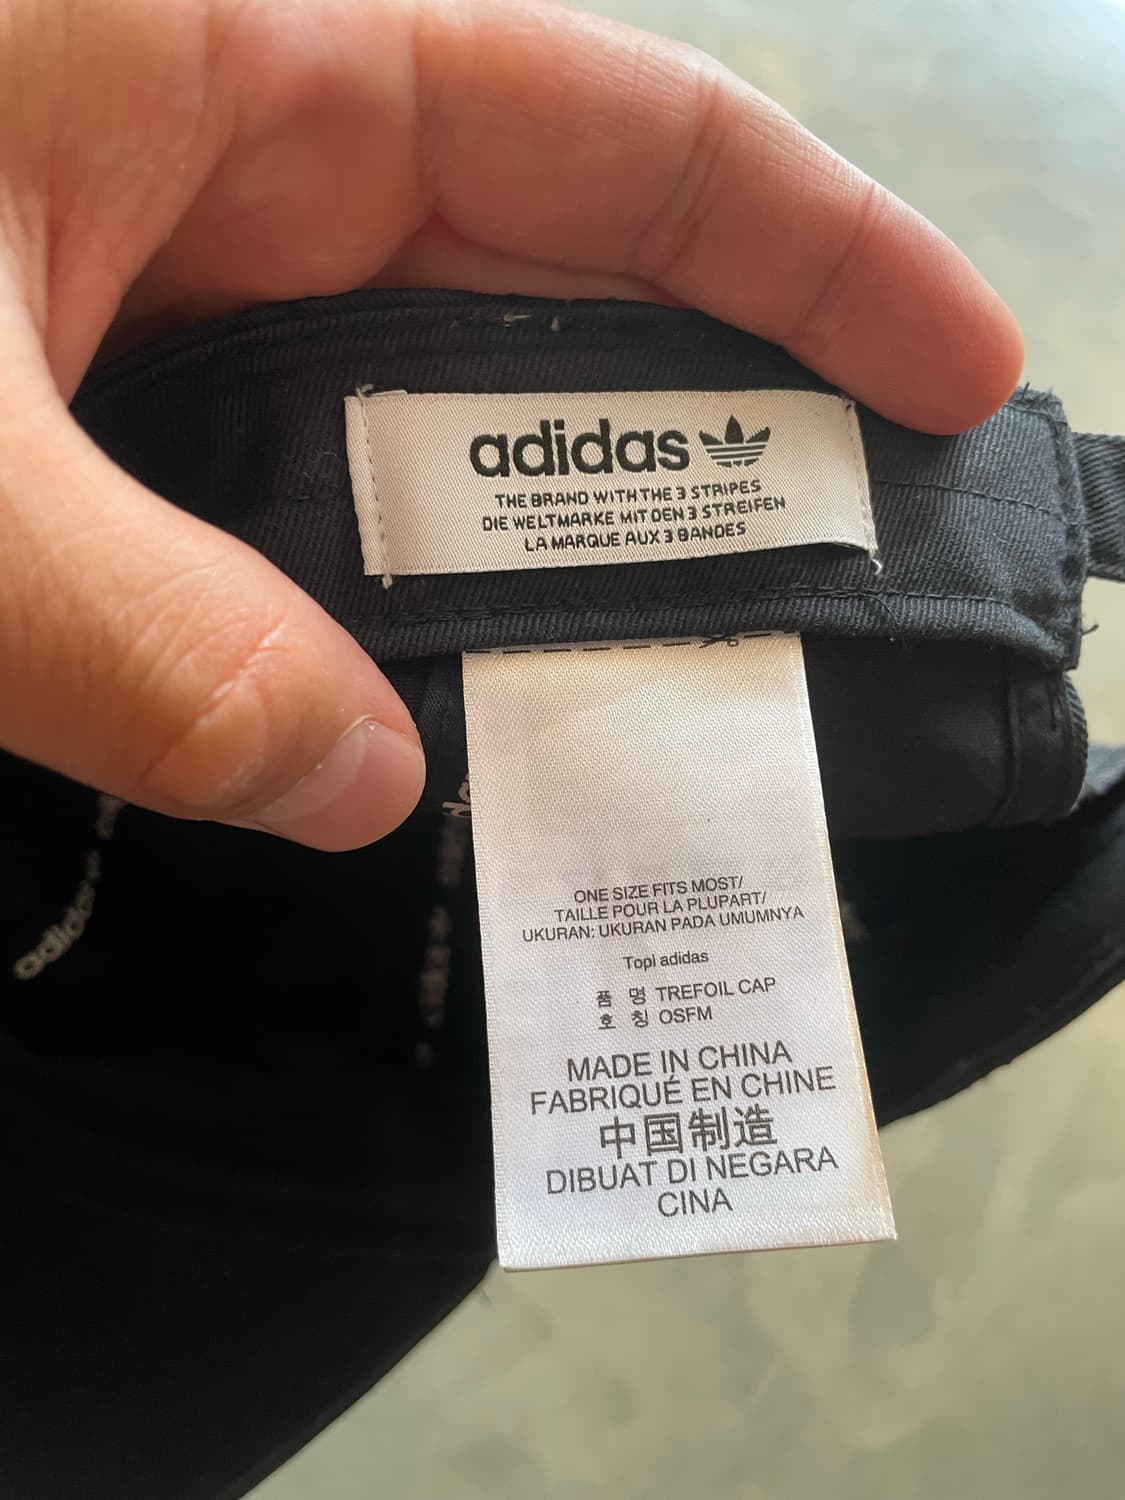 adidas
THE BRAND WITH THE 3 STRIPES
DIE WELTMARKE MIT DEN 3 STREIFEN
LA MARQUE AUX 3 BANDES
ONE SIZE FITS MOST/
TAILLE POUR LA PLUPART/
UKURAN: UKURAN PADA UMUMNYA
Topi adidas
품 명 TREFOIL CAP
호 칭 OSFM
MADE IN CHINA
FABRIQUÉ EN CHINE
中国制造
DIBUAT DI NEGARA
CINA
adidas